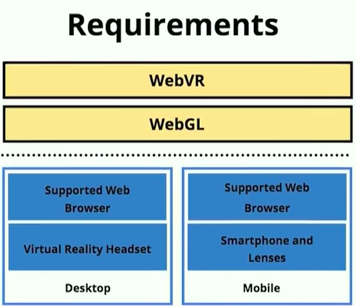 Requirements
WebVR
WebGL
Supported Web
Browser
Virtual Reality Headset
Desktop
Supported Web
Browser
Smartphone and
Lenses
Mobile